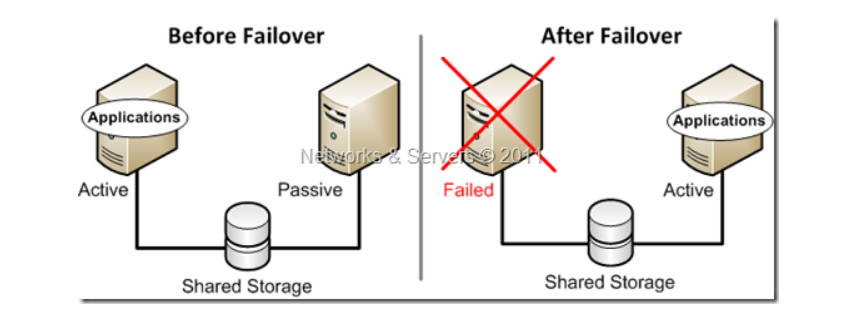 Before Failover
Applications
Active
Passive
Shared Storage
After Failover
Applications
Failed
Active
Shared Storage
Networks & Servers © 2011